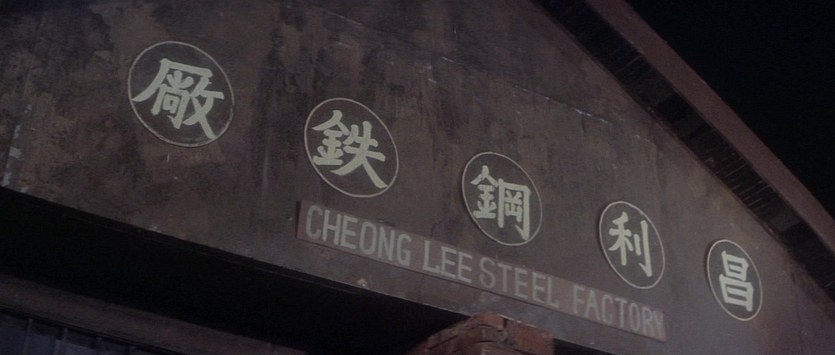 昌利鋼鉄廠
CHEONG LEE STEEL FACTORY